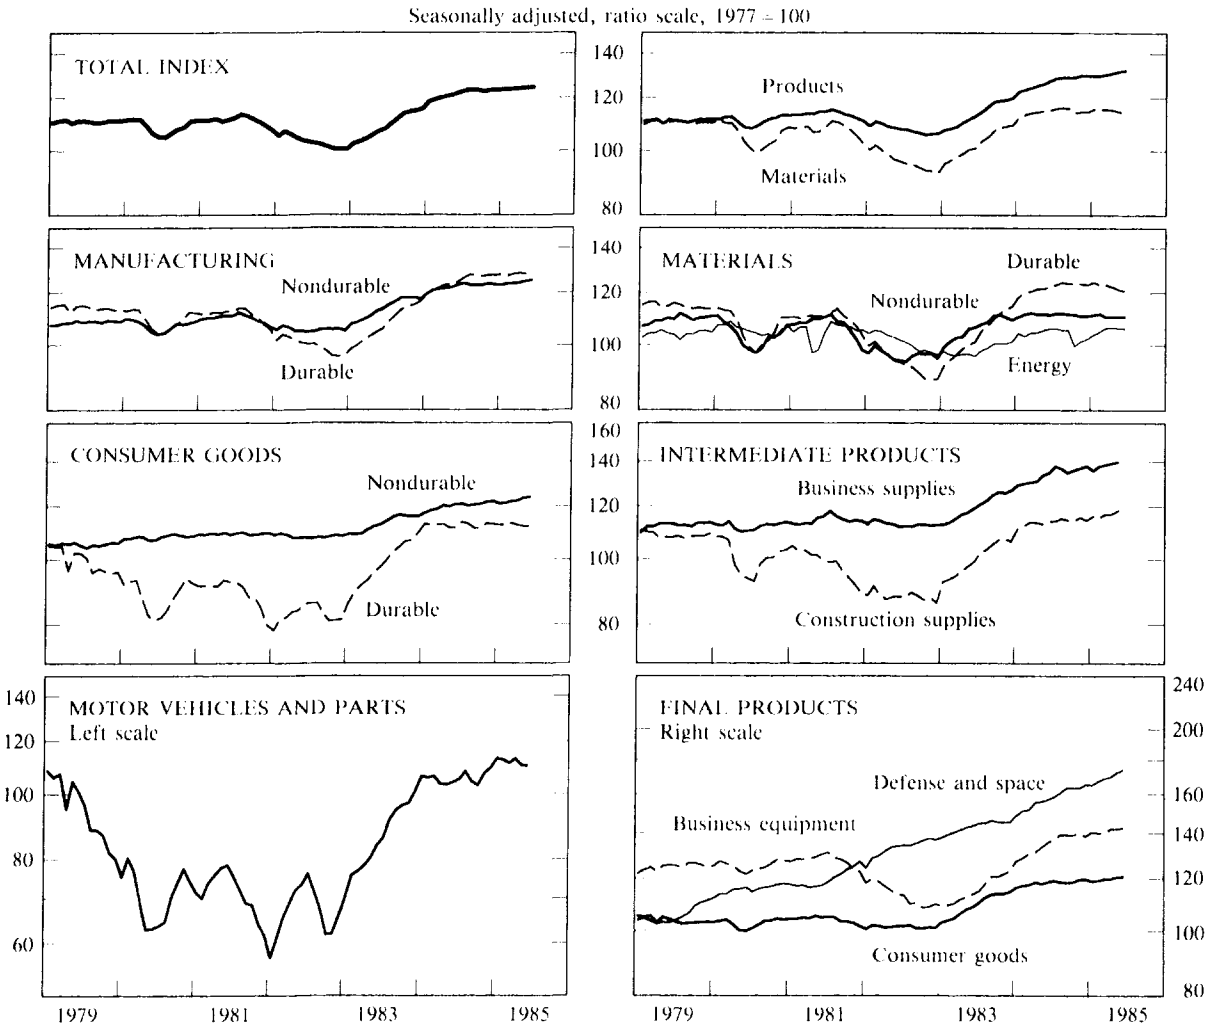 Seasonally adjusted, ratio scale, 1977 = 100
TOTAL INDEX
140
120
100
80
Products
Materials
MANUFACTURING
Nondurable
Durable
140
120
100
80
MATERIALS
Durable
Nondurable
Energy
CONSUMER GOODS
Nondurable
Durable
160
140
120
100
80
INTERMEDIATE PRODUCTS
Business supplies
Construction supplies
140
120
100
80
60
MOTOR VEHICLES AND PARTS
Left scale
FINAL PRODUCTS
Right scale
Defense and space
Business equipment
Consumer goods
240
200
160
140
120
100
80
1979 1981 1983 1985
1979 1981 1983 1985